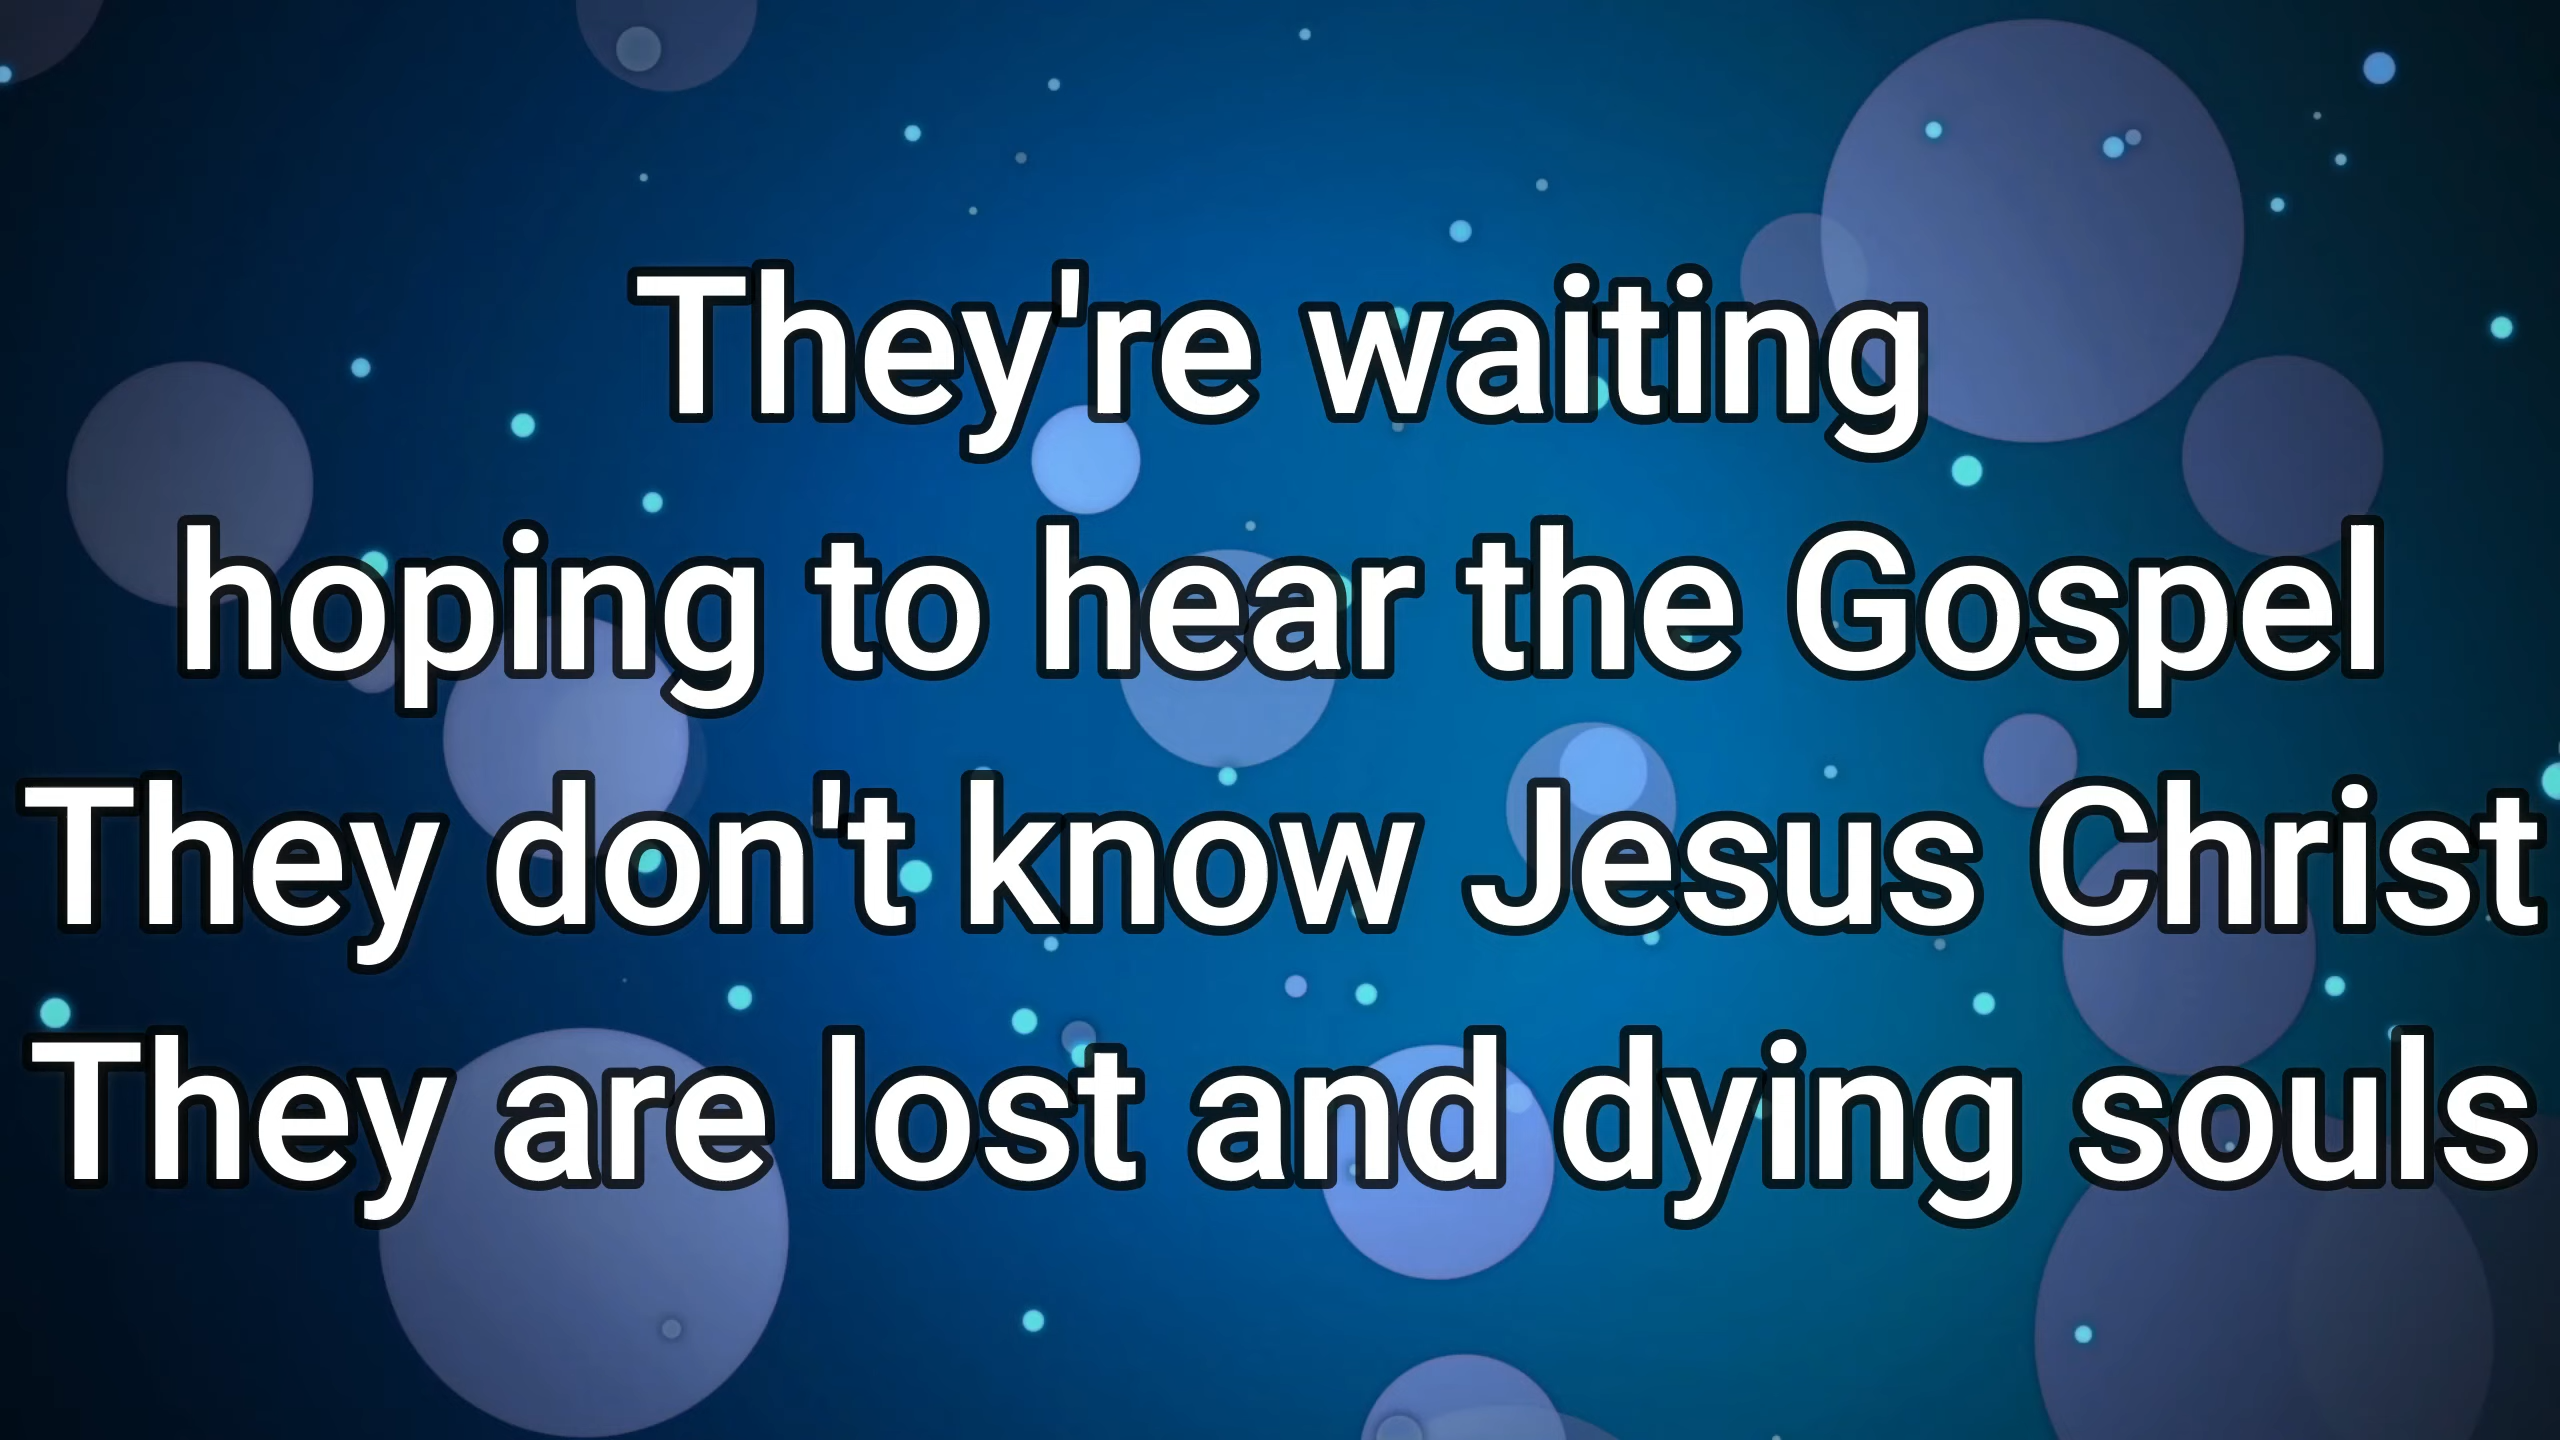 They're waiting
hoping to hear the Gospel
They don't know Jesus Christ
They are lost and dying souls